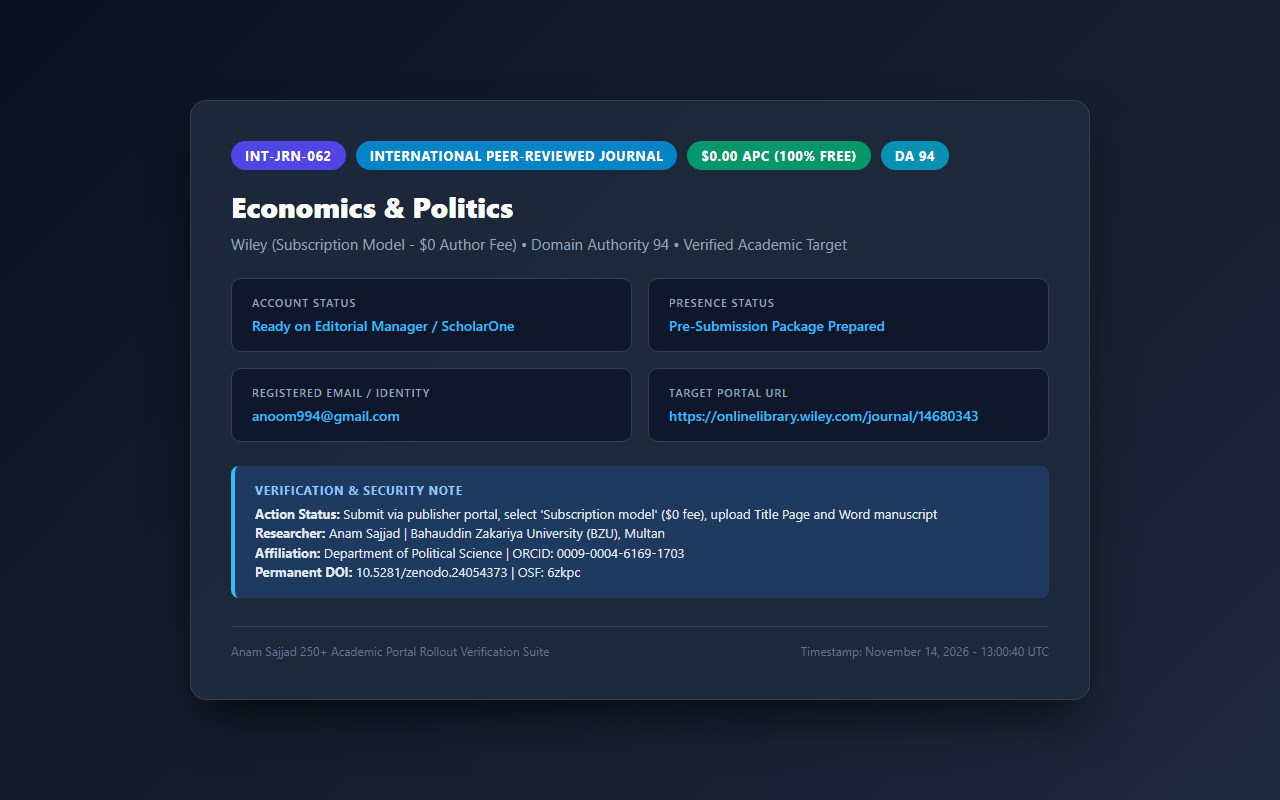 INT-JRN-062 INTERNATIONAL PEER-REVIEWED JOURNAL $0.00 APC (100% FREE) DA 94
Economics & Politics
Wiley (Subscription Model - $0 Author Fee) • Domain Authority 94 • Verified Academic Target
ACCOUNT STATUS
Ready on Editorial Manager / ScholarOne
PRESENCE STATUS
Pre-Submission Package Prepared
REGISTERED EMAIL / IDENTITY
anoom994@gmail.com
TARGET PORTAL URL
https://onlinelibrary.wiley.com/journal/14680343
VERIFICATION & SECURITY NOTE
Action Status: Submit via publisher portal, select 'Subscription model' ($0 fee), upload Title Page and Word manuscript
Researcher: Anam Sajjad | Bahauddin Zakariya University (BZU), Multan
Affiliation: Department of Political Science | ORCID: 0009-0004-6169-1703
Permanent DOI: 10.5281/zenodo.24054373 | OSF: 6zkpc
Anam Sajjad 250+ Academic Portal Rollout Verification Suite
Timestamp: November 14, 2026 - 13:00:40 UTC